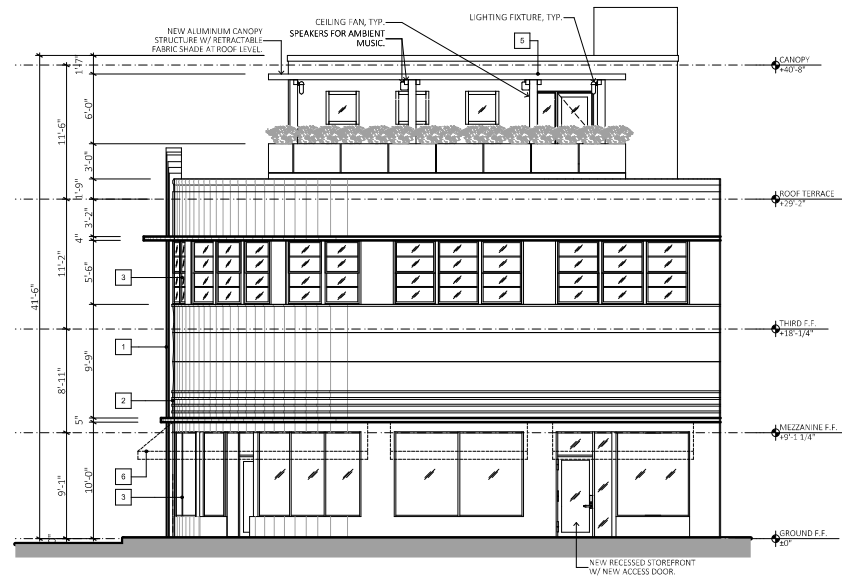 CEILING FAN, TYP.
SPEAKERS FOR AMBIENT
MUSIC.
LIGHTING FIXTURE, TYP.
NEW ALUMINUM CANOPY
STRUCTURE W/ RETRACTABLE
FABRIC SHADE AT ROOF LEVEL.
5
CANOPY
+40'-8"
ROOF TERRACE
+29'-2"
THIRD F.F.
+18'-1/4"
MEZZANINE F.F.
+9'-1 1/4"
GROUND F.F.
±0"
41'-6"
11'-6"
11'-2"
8'-11"
9'-1"
1'-7"
6'-0"
3'-0"
1'-9"
3'-2"
4"
5'-6"
9'-9"
5"
10'-0"
3
1
2
6
3
NEW RECESSED STOREFRONT
W/ NEW ACCESS DOOR.